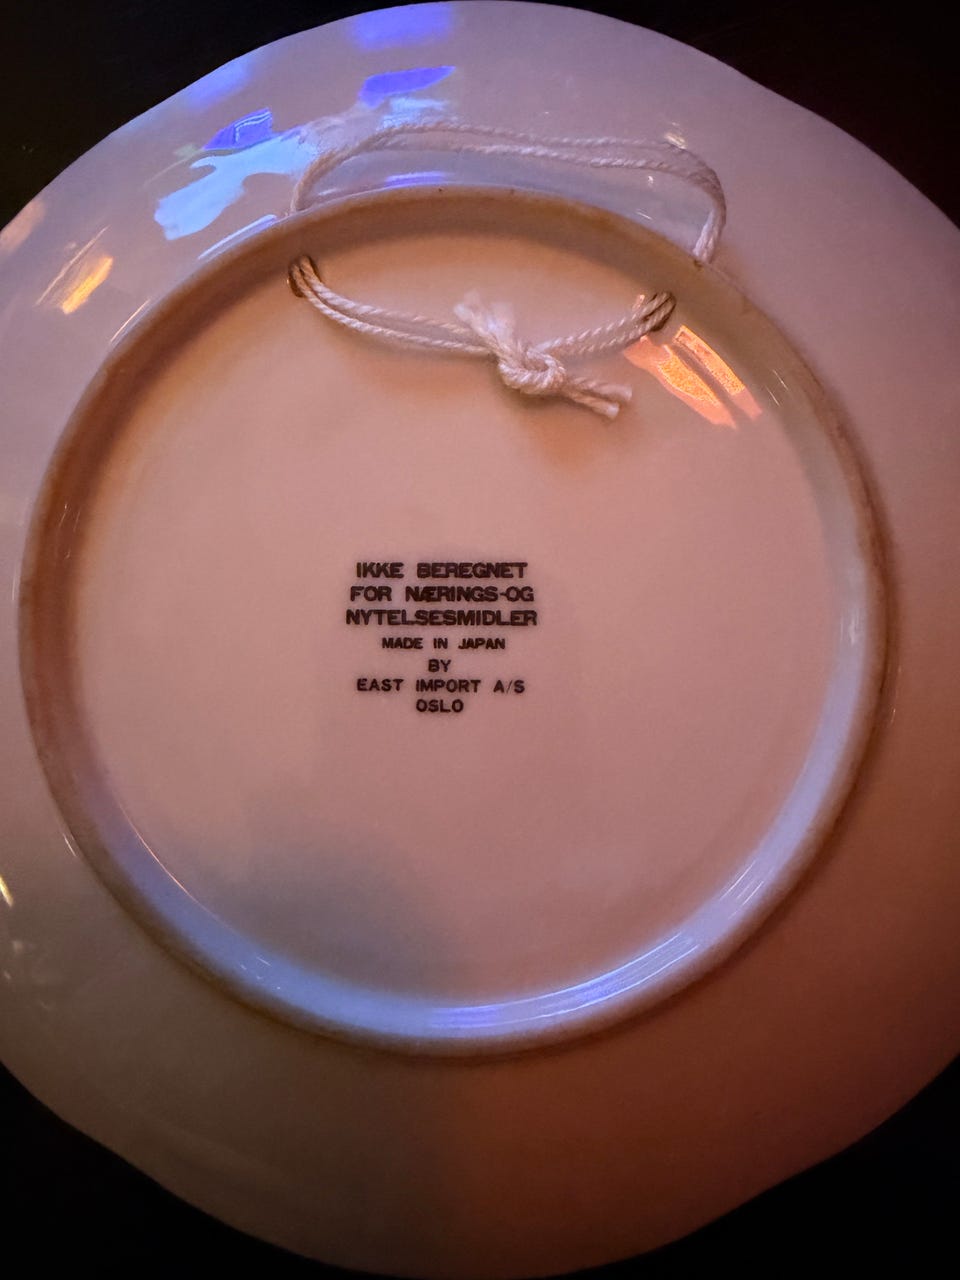 IKKE BEREGNET
FOR NÆRINGS-OG
NYTELSESMIDLER
MADE IN JAPAN
BY
EAST IMPORT A/S
OSLO